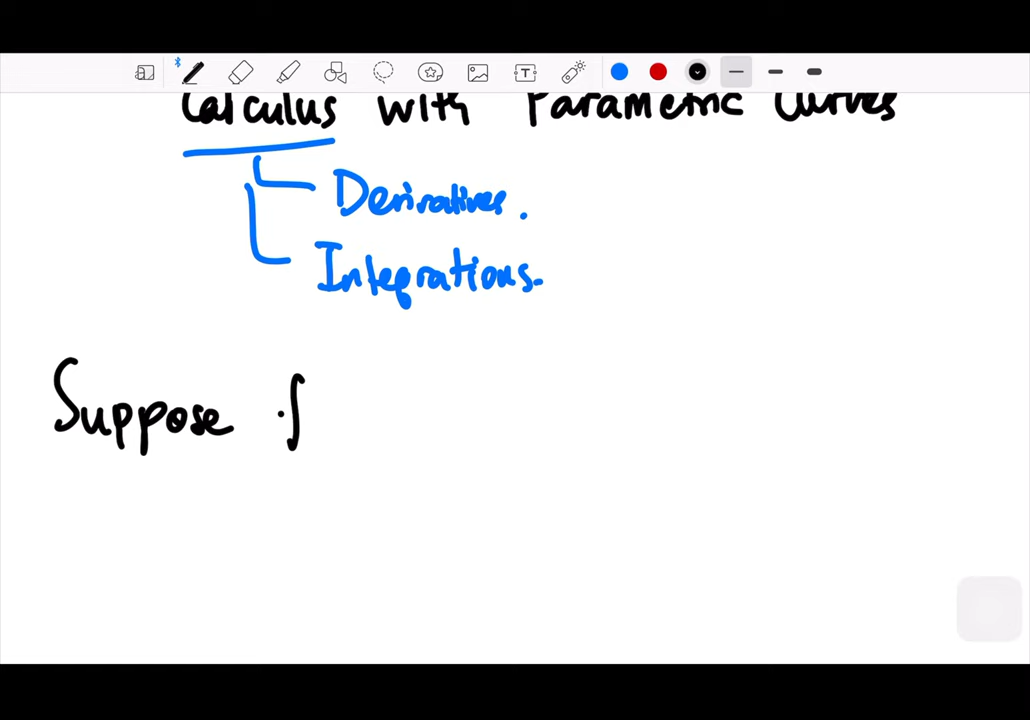 Calculus with Parametric Curves
Derivatives.
Integrations.
Suppose f